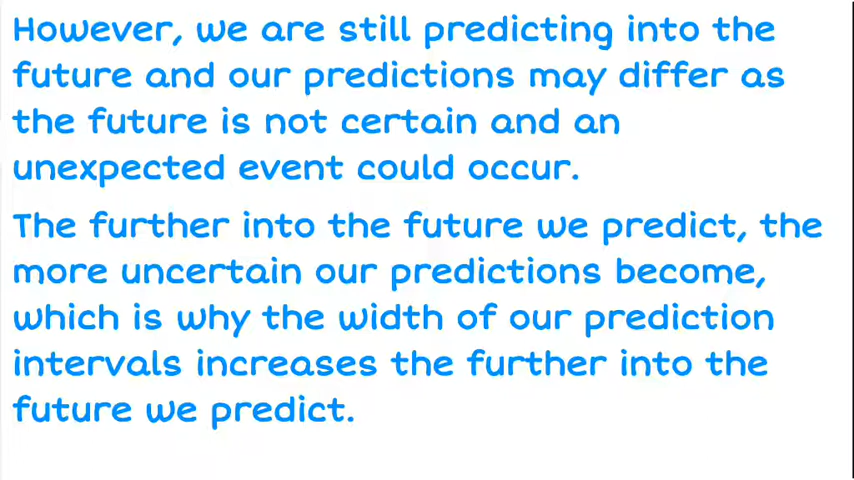 However, we are still predicting into the
future and our predictions may differ as
the future is not certain and an
unexpected event could occur.
The further into the future we predict, the
more uncertain our predictions become,
which is why the width of our prediction
intervals increases the further into the
future we predict.